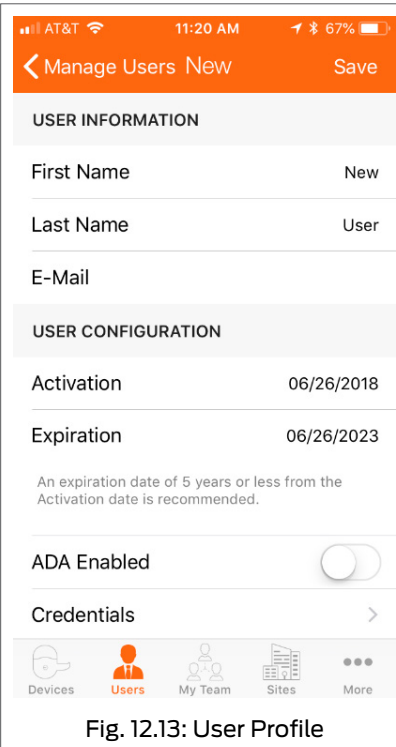 AT&T 11:20 AM 67%
Manage Users New Save
USER INFORMATION
First Name New
Last Name User
E-Mail
USER CONFIGURATION
Activation 06/26/2018
Expiration 06/26/2023
An expiration date of 5 years or less from the
Activation date is recommended.
ADA Enabled
Credentials
Devices Users My Team Sites More
Fig. 12.13: User Profile